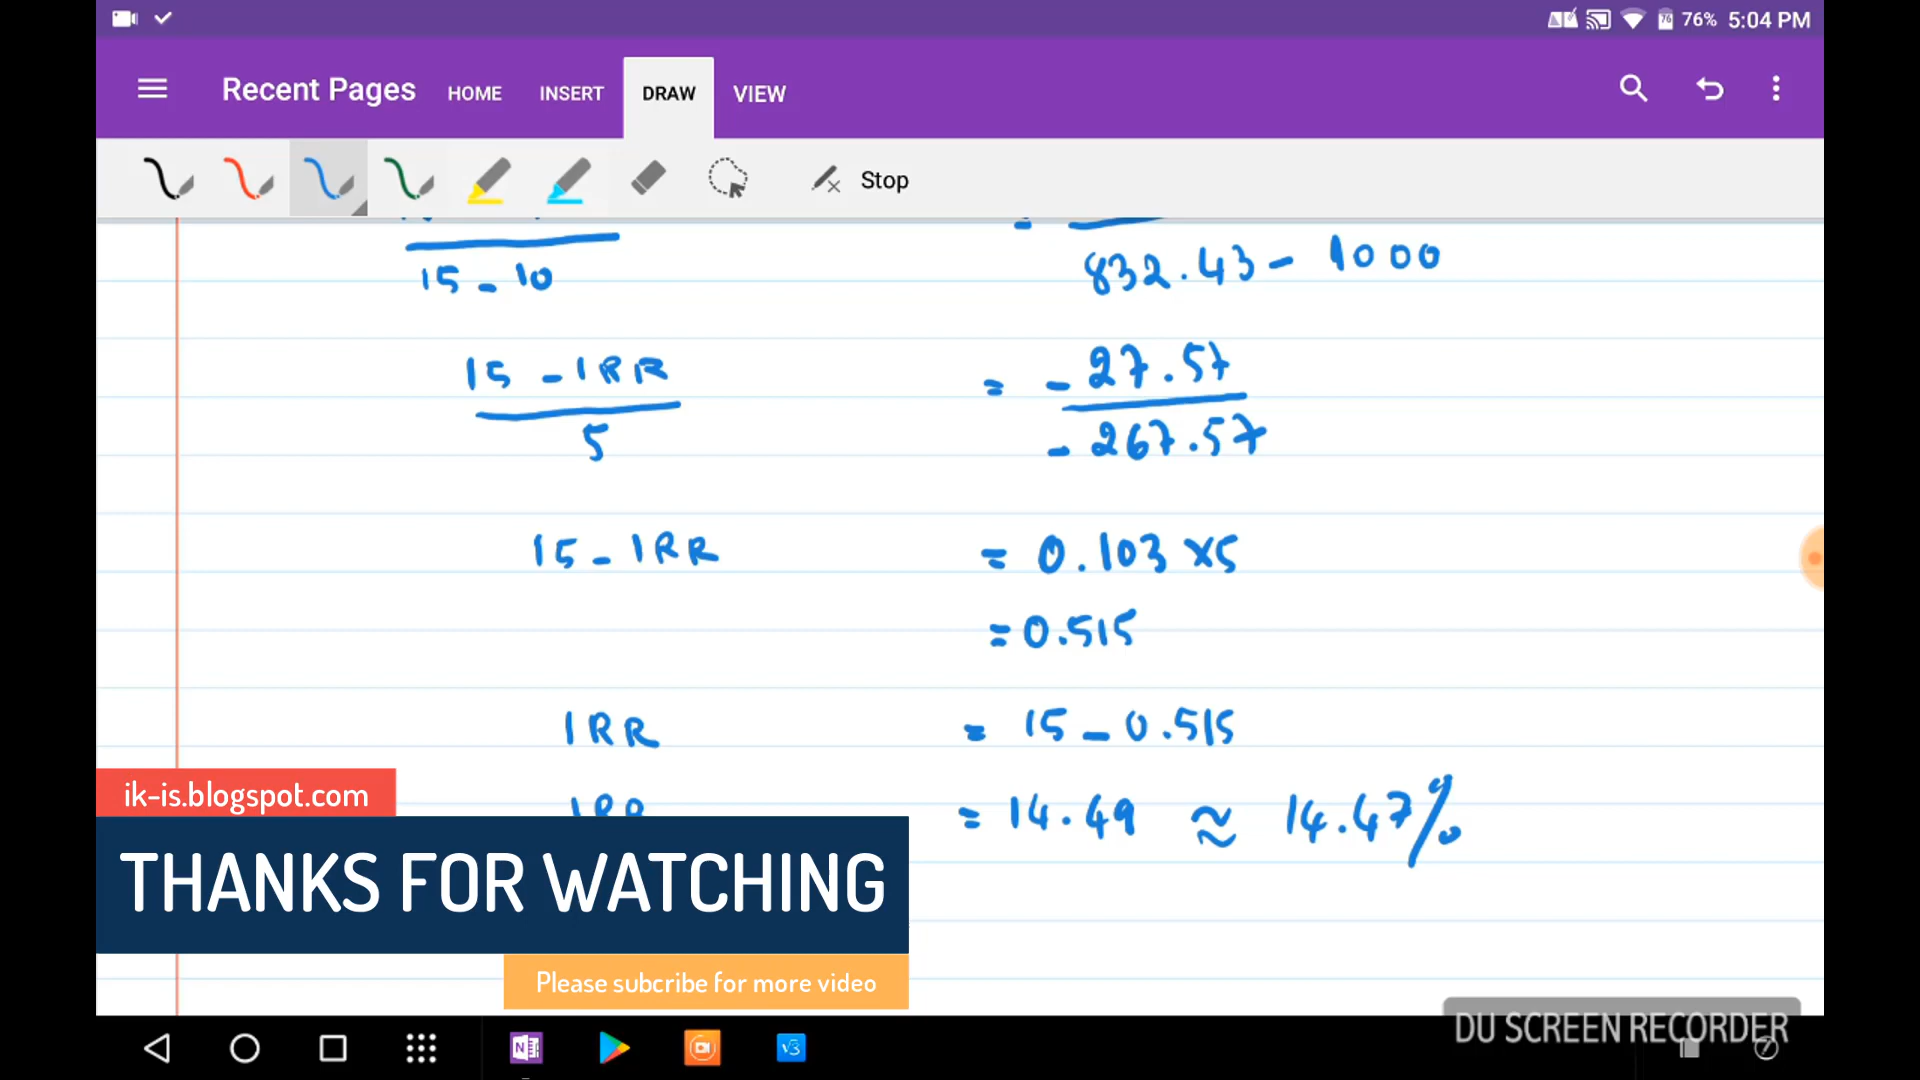 76% 5:04 PM
Recent Pages HOME INSERT DRAW VIEW
Stop
=
15 - 10
832.43 - 1000
15 - IRR = - 27.57
5
- 267.57
15 - IRR = 0.103 x5
= 0.515
IRR = 15 - 0.515
IRR = 14.49 ≈ 14.47%
ik-is.blogspot.com
THANKS FOR WATCHING
Please subcribe for more video
DU SCREEN RECORDER